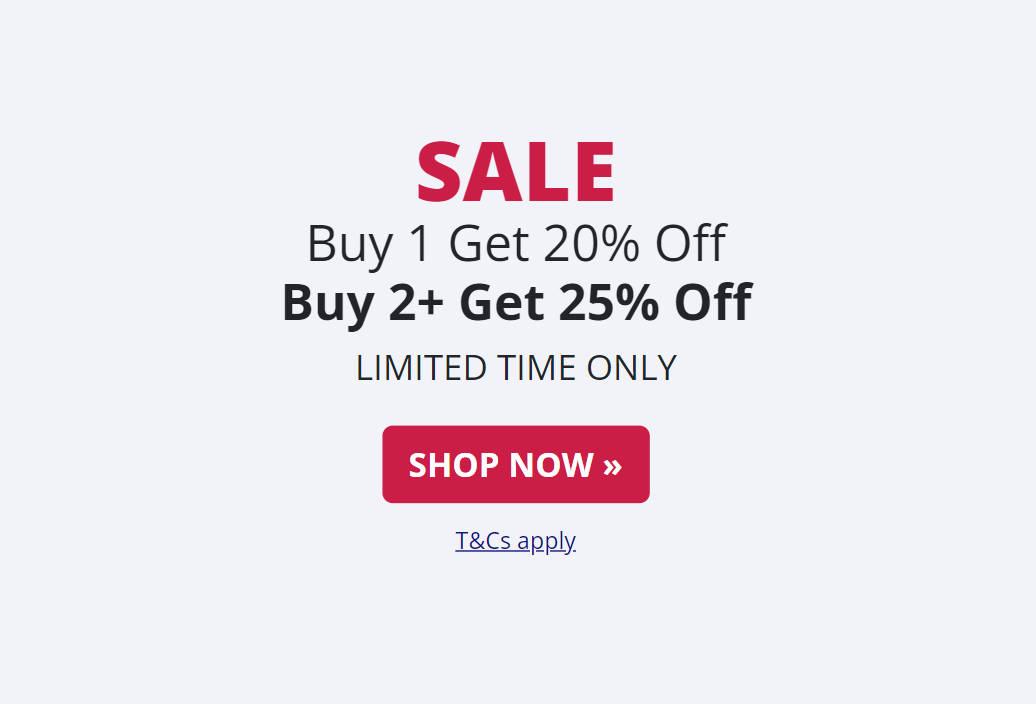 SALE
Buy 1 Get 20% Off
Buy 2+ Get 25% Off
LIMITED TIME ONLY
SHOP NOW »
T&Cs apply